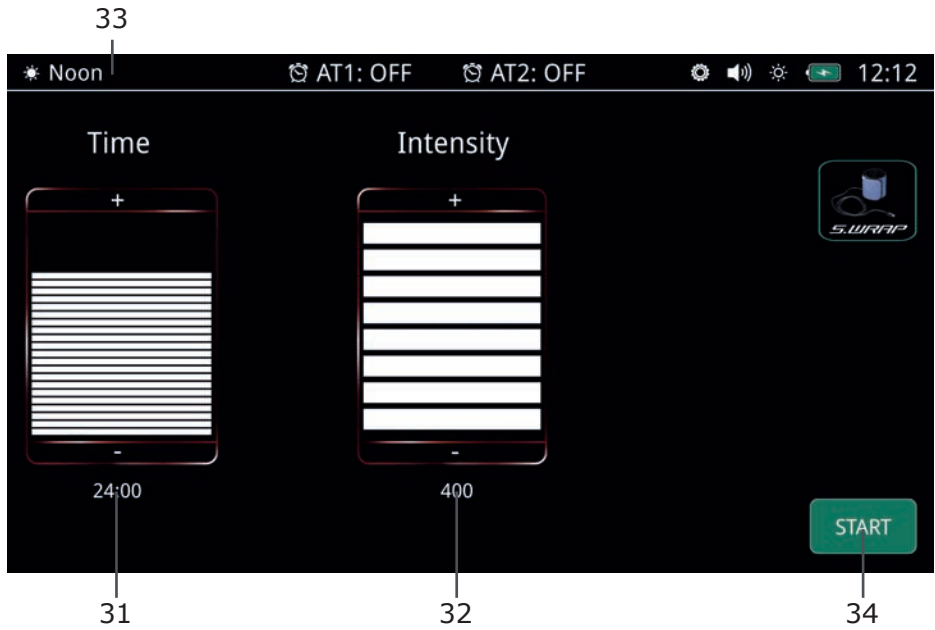 33
Noon AT1: OFF AT2: OFF 12:12
Time Intensity
+ +
S.WRAP
- -
24:00 400
START
31 32 34